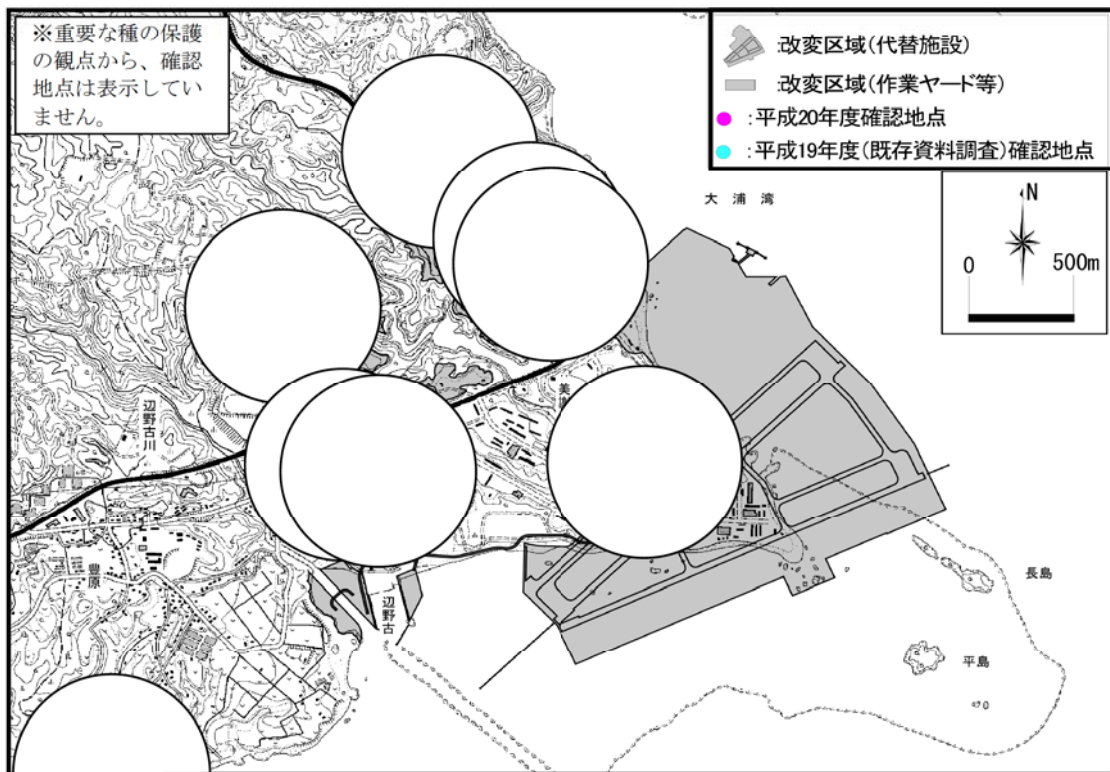 ※重要な種の保護
の観点から、確認
地点は表示してい
ません。
:改変区域(代替施設)
:改変区域(作業ヤード等)
:平成20年度確認地点
:平成19年度(既存資料調査)確認地点
大浦湾
N
0 500m
美
辺野古川
豊原
辺野古
長島
平島